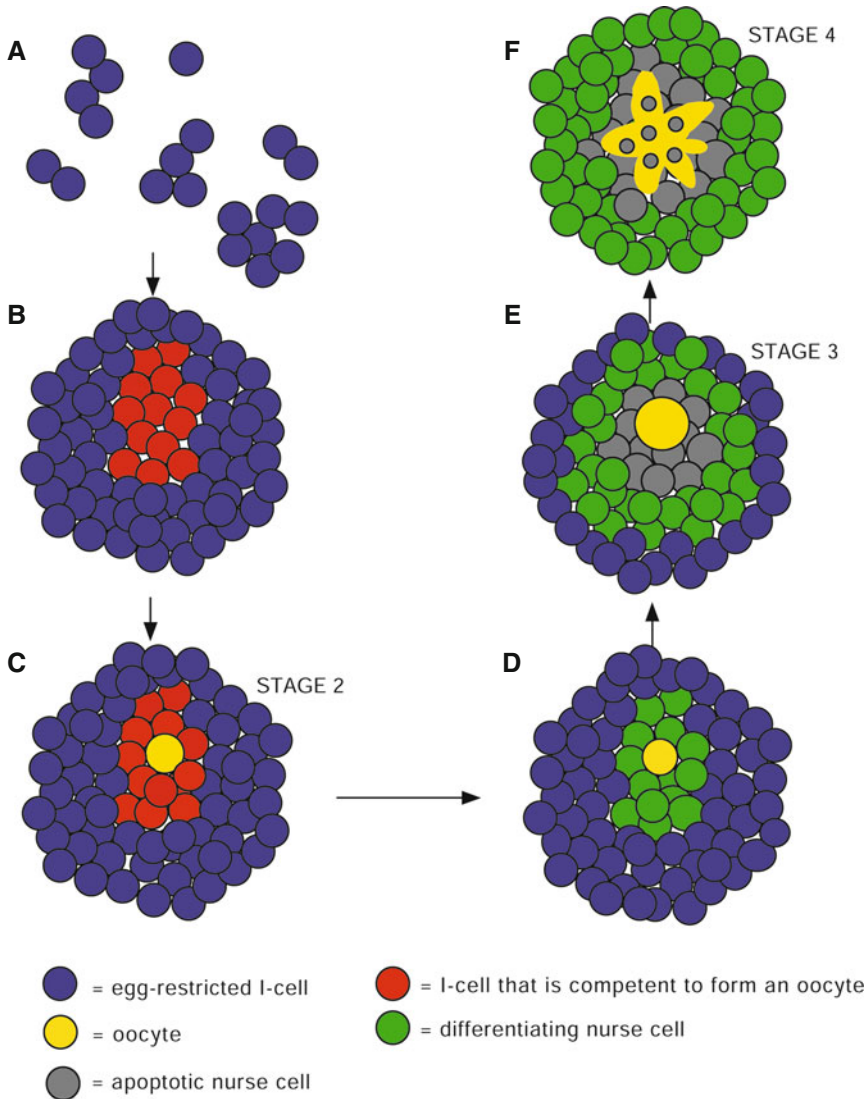 A
B
C
STAGE 2
F
STAGE 4
E
STAGE 3
D
= egg-restricted I-cell
= oocyte
= apoptotic nurse cell
= I-cell that is competent to form an oocyte
= differentiating nurse cell